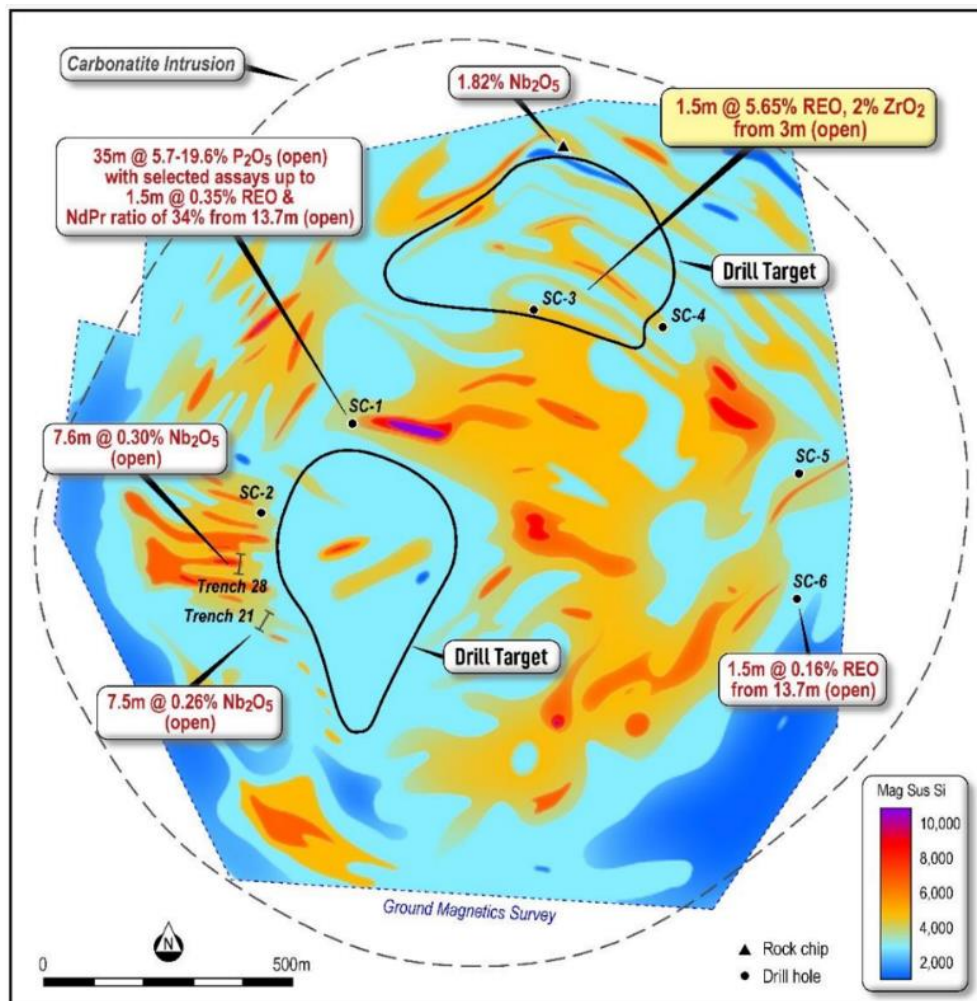 Carbonatite Intrusion
1.82% Nb₂O₅
1.5m @ 5.65% REO, 2% ZrO₂
from 3m (open)
35m @ 5.7-19.6% P₂O₅ (open)
with selected assays up to
1.5m @ 0.35% REO &
NdPr ratio of 34% from 13.7m (open)
Drill Target
SC-3
SC-4
SC-1
7.6m @ 0.30% Nb₂O₅
(open)
SC-2
SC-5
Trench 28
Trench 21
SC-6
Drill Target
1.5m @ 0.16% REO
from 13.7m (open)
7.5m @ 0.26% Nb₂O₅
(open)
Mag Sus Si
10,000
8,000
6,000
4,000
2,000
Ground Magnetics Survey
N
0
500m
Rock chip
Drill hole